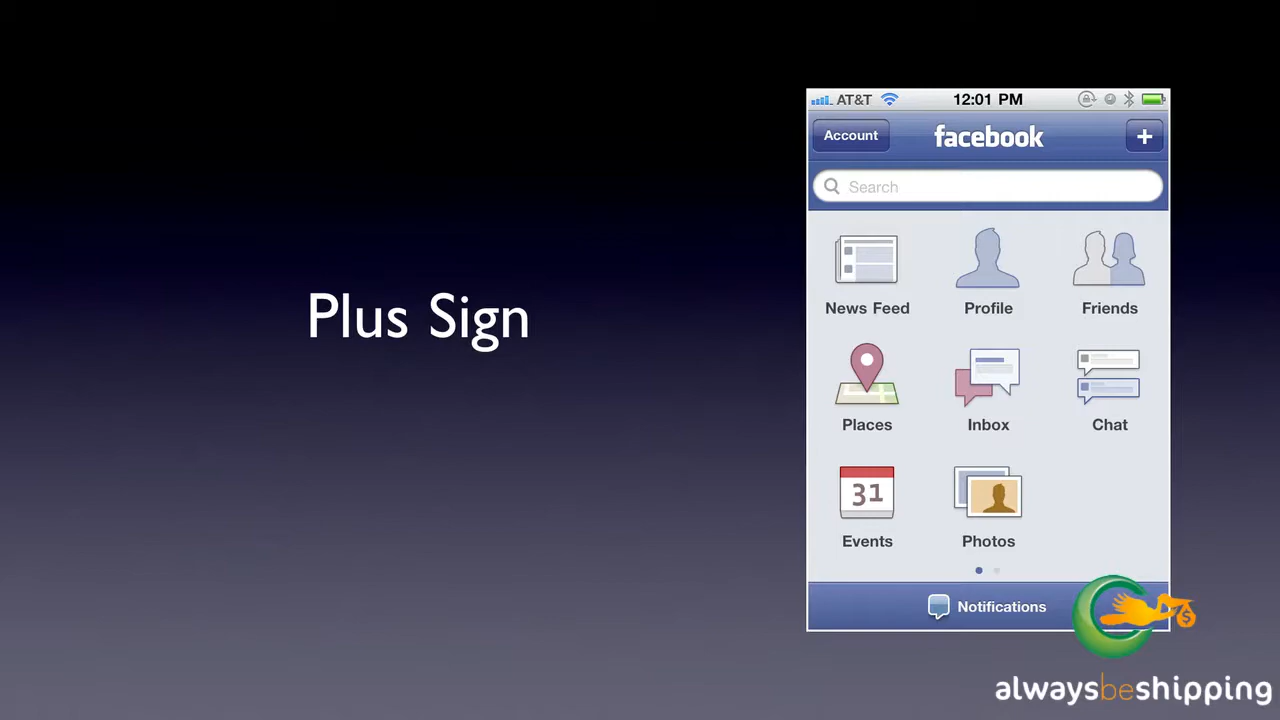 Plus Sign
AT&T 12:01 PM
Account facebook +
Search
News Feed Profile Friends
Places Inbox Chat
31
Events Photos
Notifications
$
alwaysbeshipping